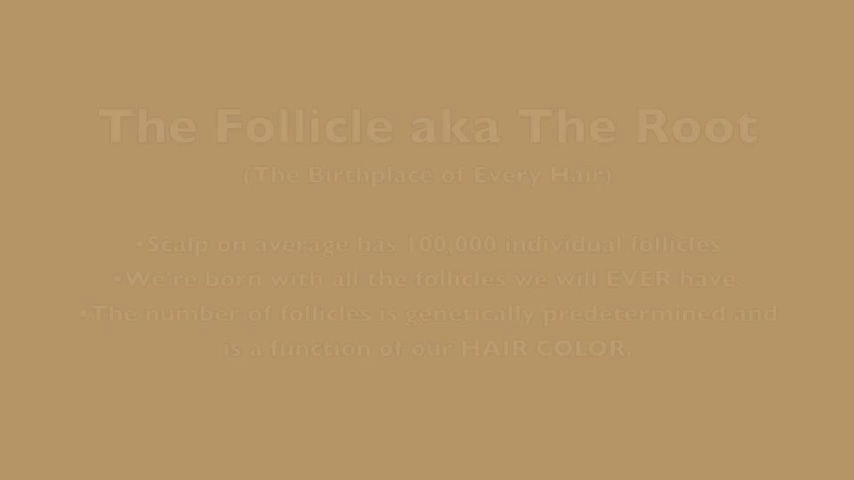 The Follicle aka The Root
(The Birthplace of Every Hair)
•Scalp on average has 100,000 individual follicles
•We're born with all the follicles we will EVER have
•The number of follicles is genetically predetermined and
is a function of our HAIR COLOR.